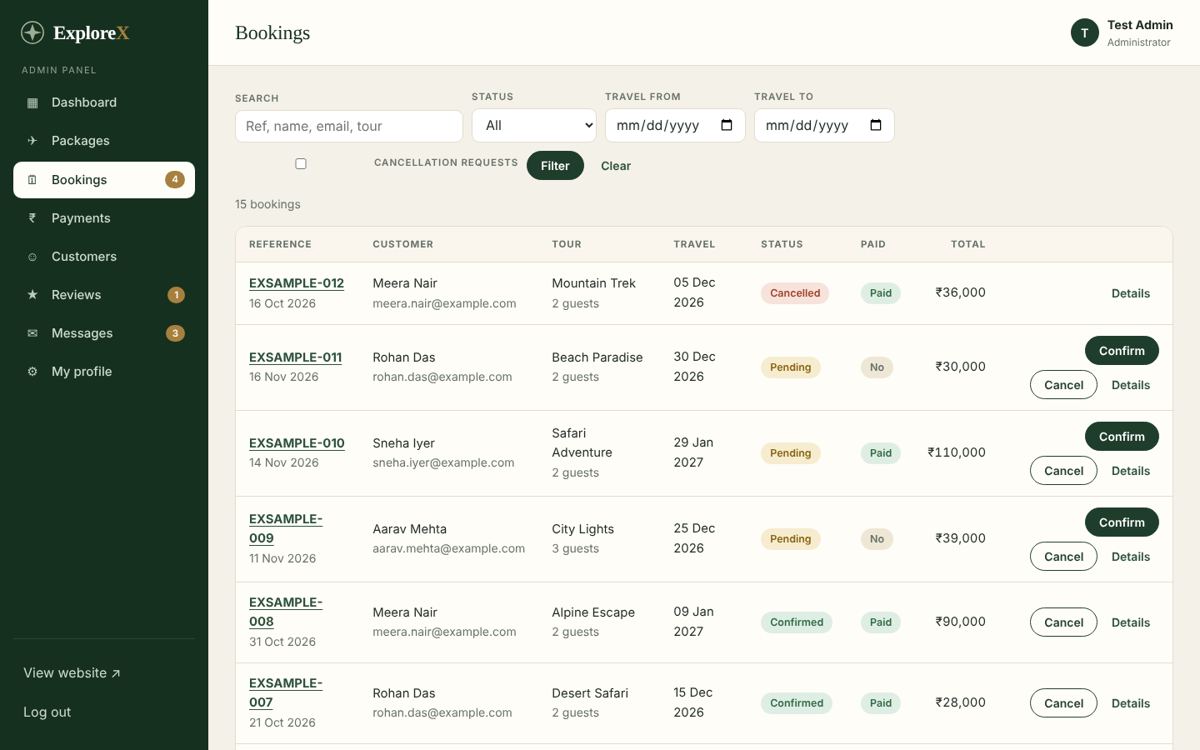 ExploreX
ADMIN PANEL
Dashboard
Packages
Bookings 4
Payments
Customers
Reviews 1
Messages 3
My profile
View website ↗
Log out
Bookings
T
Test Admin
Administrator
SEARCH
Ref, name, email, tour
STATUS
All
TRAVEL FROM
mm/dd/yyyy
TRAVEL TO
mm/dd/yyyy
CANCELLATION REQUESTS
Filter
Clear
15 bookings
REFERENCE CUSTOMER TOUR TRAVEL STATUS PAID TOTAL
EXSAMPLE-012
16 Oct 2026
Meera Nair
meera.nair@example.com
Mountain Trek
2 guests
05 Dec
2026
Cancelled
Paid
₹36,000
Details
EXSAMPLE-011
16 Nov 2026
Rohan Das
rohan.das@example.com
Beach Paradise
2 guests
30 Dec
2026
Pending
No
₹30,000
Confirm
Cancel
Details
EXSAMPLE-010
14 Nov 2026
Sneha Iyer
sneha.iyer@example.com
Safari
Adventure
2 guests
29 Jan
2027
Pending
Paid
₹110,000
Confirm
Cancel
Details
EXSAMPLE-
009
11 Nov 2026
Aarav Mehta
aarav.mehta@example.com
City Lights
3 guests
25 Dec
2026
Pending
No
₹39,000
Confirm
Cancel
Details
EXSAMPLE-
008
31 Oct 2026
Meera Nair
meera.nair@example.com
Alpine Escape
2 guests
09 Jan
2027
Confirmed
Paid
₹90,000
Cancel
Details
EXSAMPLE-
007
21 Oct 2026
Rohan Das
rohan.das@example.com
Desert Safari
2 guests
15 Dec
2026
Confirmed
Paid
₹28,000
Cancel
Details